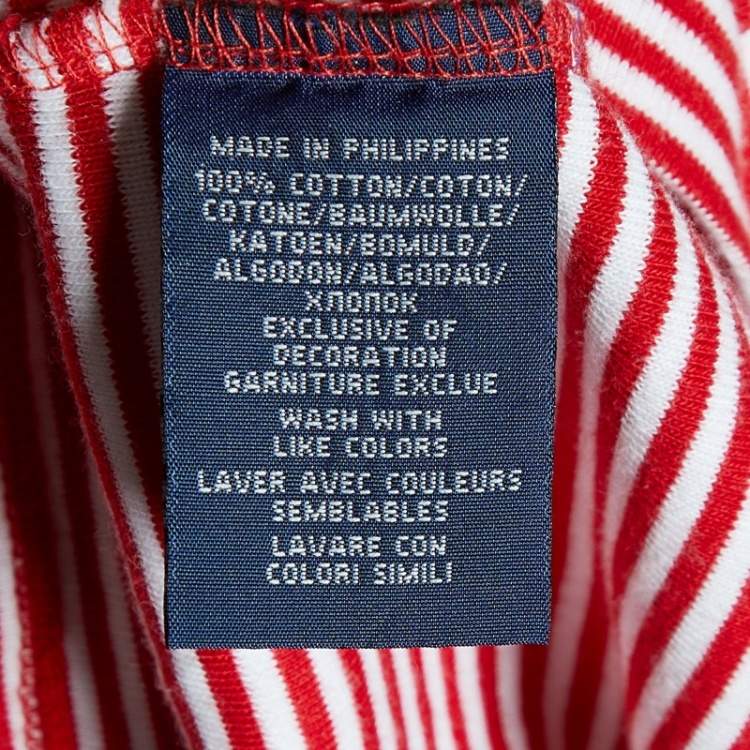 MADE IN PHILIPPINES
100% COTTON/COTON/
COTONE/BAUMWOLLE/
KATOEN/BOMULD/
ALGODON/ALGODAO/
ХЛОПОК
EXCLUSIVE OF
DECORATION
GARNITURE EXCLUE
WASH WITH
LIKE COLORS
LAVER AVEC COULEURS
SEMBLABLES
LAVARE CON
COLORI SIMILI